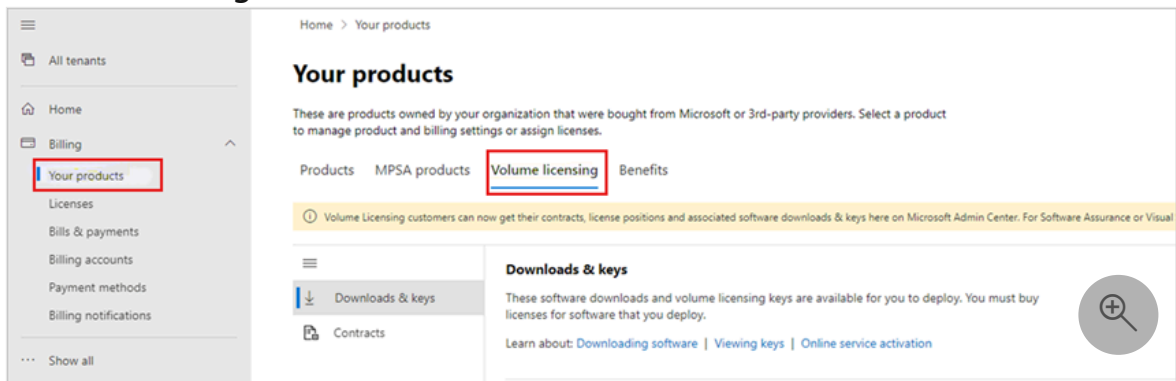 All tenants
Home
Billing
Your products
Licenses
Bills & payments
Billing accounts
Payment methods
Billing notifications
Show all
Home > Your products
Your products
These are products owned by your organization that were bought from Microsoft or 3rd-party providers. Select a product
to manage product and billing settings or assign licenses.
Products MPSA products Volume licensing Benefits
Volume Licensing customers can now get their contracts, license positions and associated software downloads & keys here on Microsoft Admin Center. For Software Assurance or Visual
Downloads & keys
Contracts
Downloads & keys
These software downloads and volume licensing keys are available for you to deploy. You must buy
licenses for software that you deploy.
Learn about: Downloading software | Viewing keys | Online service activation